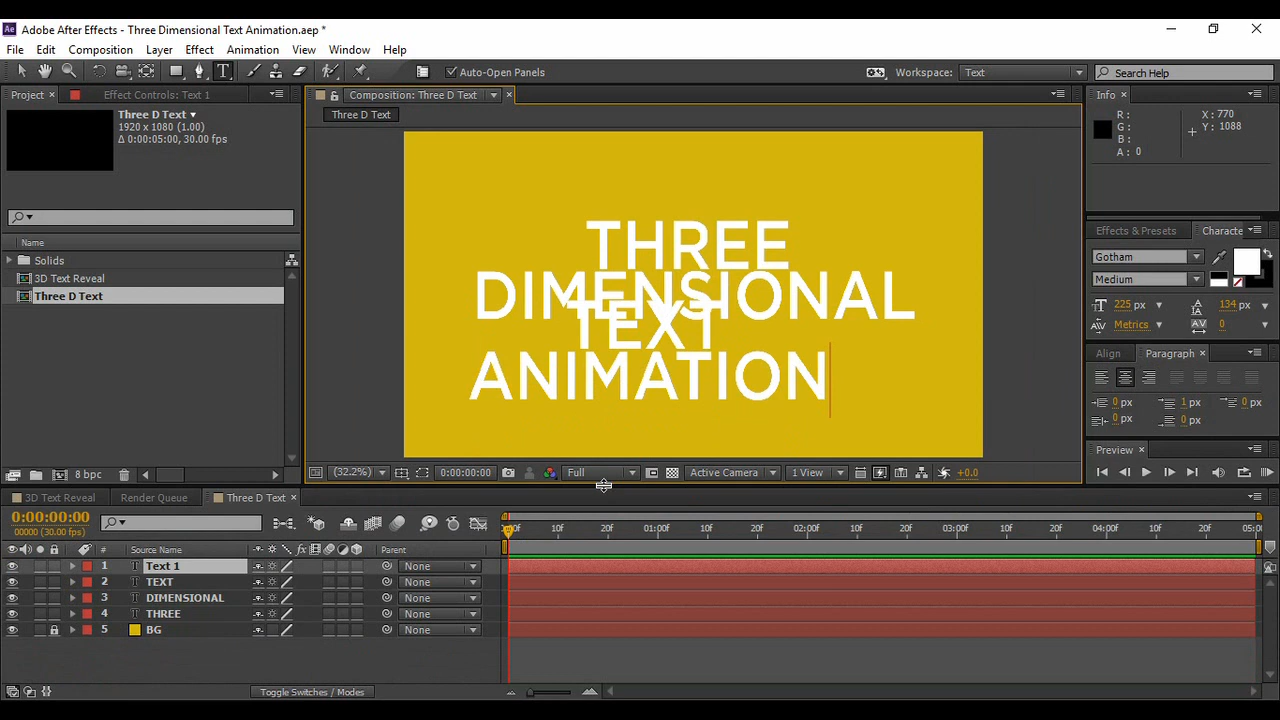 Ae Adobe After Effects - Three Dimensional Text Animation.aep *
File Edit Composition Layer Effect Animation View Window Help
T Auto-Open Panels Workspace: Text Search Help
Project × Effect Controls: Text 1
Three D Text
1920 x 1080 (1.00)
Δ 0:00:05:00, 30.00 fps
Name
Solids
3D Text Reveal
Three D Text
8 bpc
Composition: Three D Text ×
Three D Text
THREE
DIMENSIONAL
TEXT
ANIMATION
(32.2%) 0:00:00:00 Full Active Camera 1 View +0.0
Info ×
R : X : 770
G : Y : 1088
B :
A : 0
Effects & Presets Characte
Gotham
Medium
225 px 134 px
Metrics 0
Align Paragraph ×
0 px 1 px 0 px
0 px 0 px
Preview ×
3D Text Reveal Render Queue Three D Text ×
0:00:00:00
00000 (30.00 fps)
10f 20f 01:00f 10f 20f 02:00f 10f 20f 03:00f 10f 20f 04:00f 10f 20f
# Source Name fx Parent
1 T Text 1 None
2 T TEXT None
3 T DIMENSIONAL None
4 T THREE None
5 BG None
Toggle Switches / Modes